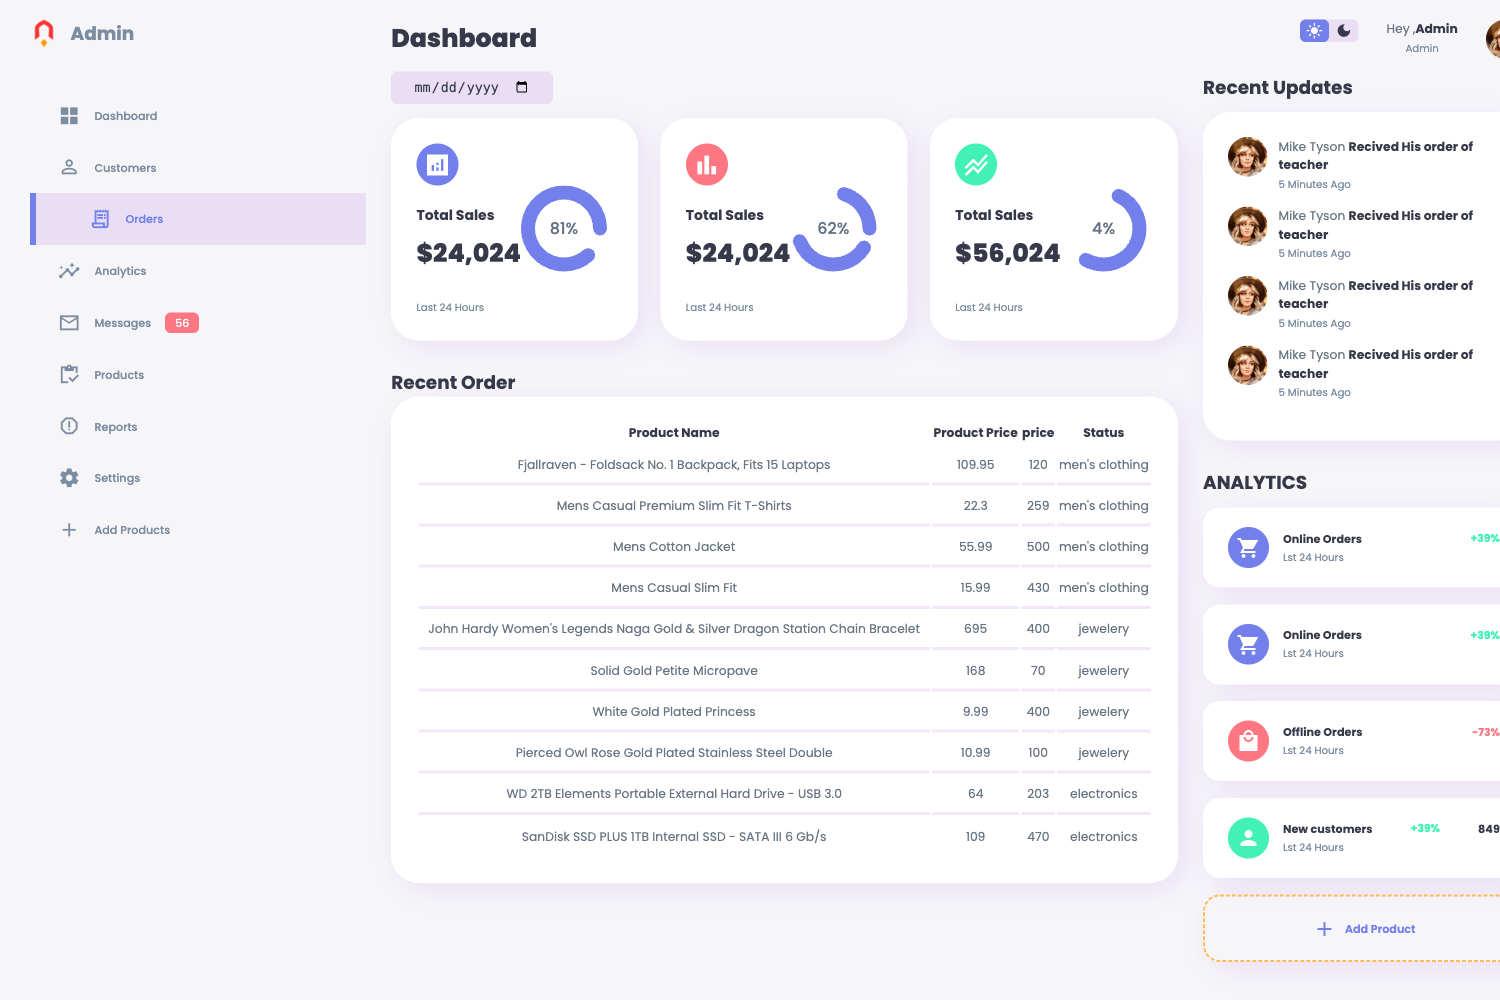 Admin
Dashboard
Customers
Orders
Analytics
Messages 56
Products
Reports
Settings
Add Products
Dashboard
mm/dd/yyyy
Total Sales
$24,024
81%
Last 24 Hours
Total Sales
$24,024
62%
Last 24 Hours
Total Sales
$56,024
4%
Last 24 Hours
Recent Order
Product Name Product Price price Status
Fjallraven - Foldsack No. 1 Backpack, Fits 15 Laptops 109.95 120 men's clothing
Mens Casual Premium Slim Fit T-Shirts 22.3 259 men's clothing
Mens Cotton Jacket 55.99 500 men's clothing
Mens Casual Slim Fit 15.99 430 men's clothing
John Hardy Women's Legends Naga Gold & Silver Dragon Station Chain Bracelet 695 400 jewelery
Solid Gold Petite Micropave 168 70 jewelery
White Gold Plated Princess 9.99 400 jewelery
Pierced Owl Rose Gold Plated Stainless Steel Double 10.99 100 jewelery
WD 2TB Elements Portable External Hard Drive - USB 3.0 64 203 electronics
SanDisk SSD PLUS 1TB Internal SSD - SATA III 6 Gb/s 109 470 electronics
Hey ,Admin
Admin
Recent Updates
Mike Tyson Recived His order of
teacher
5 Minutes Ago
Mike Tyson Recived His order of
teacher
5 Minutes Ago
Mike Tyson Recived His order of
teacher
5 Minutes Ago
Mike Tyson Recived His order of
teacher
5 Minutes Ago
ANALYTICS
Online Orders +39%
Lst 24 Hours
Online Orders +39%
Lst 24 Hours
Offline Orders -73%
Lst 24 Hours
New customers +39% 849
Lst 24 Hours
Add Product